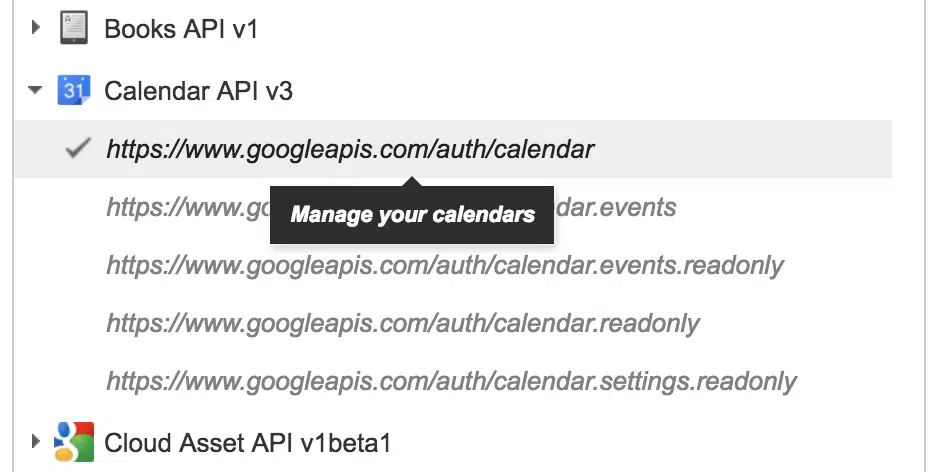 Books API v1
31
Calendar API v3
https://www.googleapis.com/auth/calendar
Manage your calendars
https://www.go dar.events
https://www.googleapis.com/auth/calendar.events.readonly
https://www.googleapis.com/auth/calendar.readonly
https://www.googleapis.com/auth/calendar.settings.readonly
Cloud Asset API v1beta1